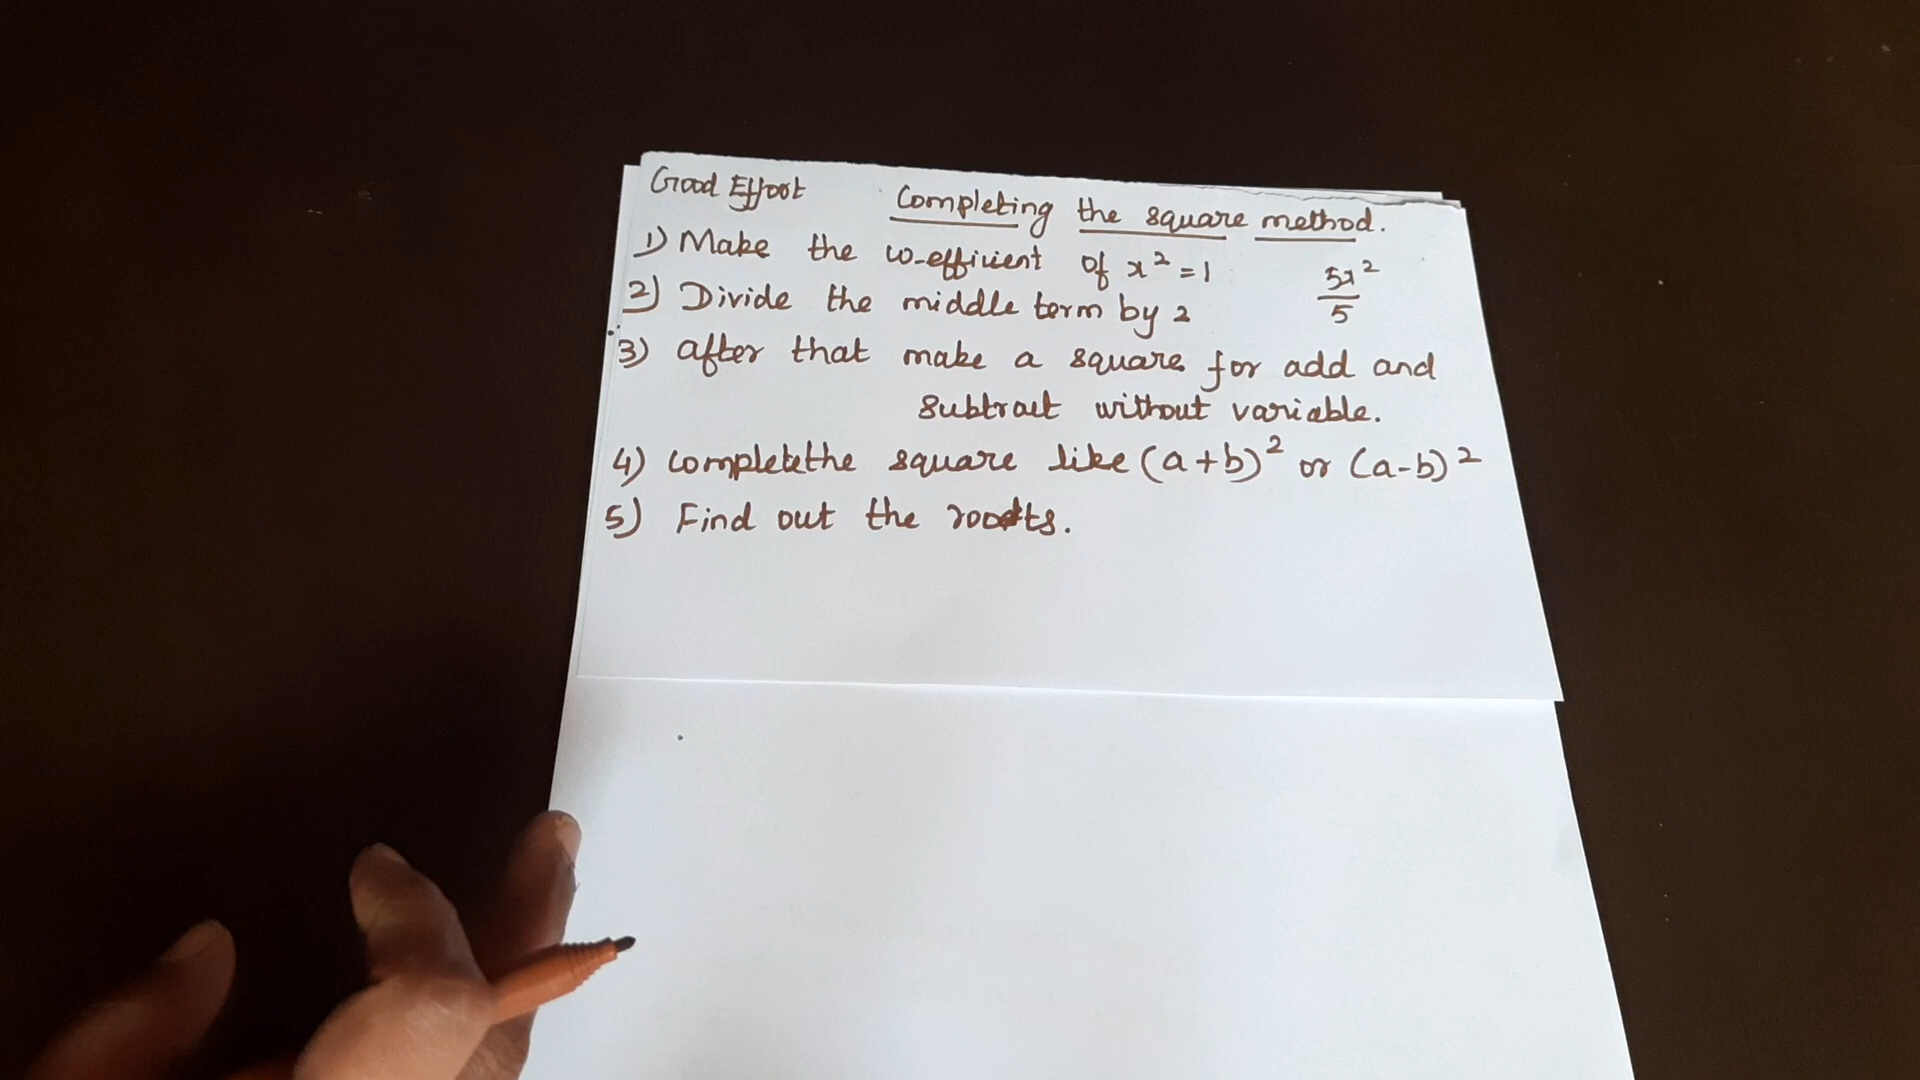 Good Effort
Completing the square method.
1) Make the co-efficient of x² = 1
5x²
5
2) Divide the middle term by 2
3) after that make a square for add and
subtract without variable.
4) completethe square like (a+b)² or (a-b)²
5) Find out the roots.